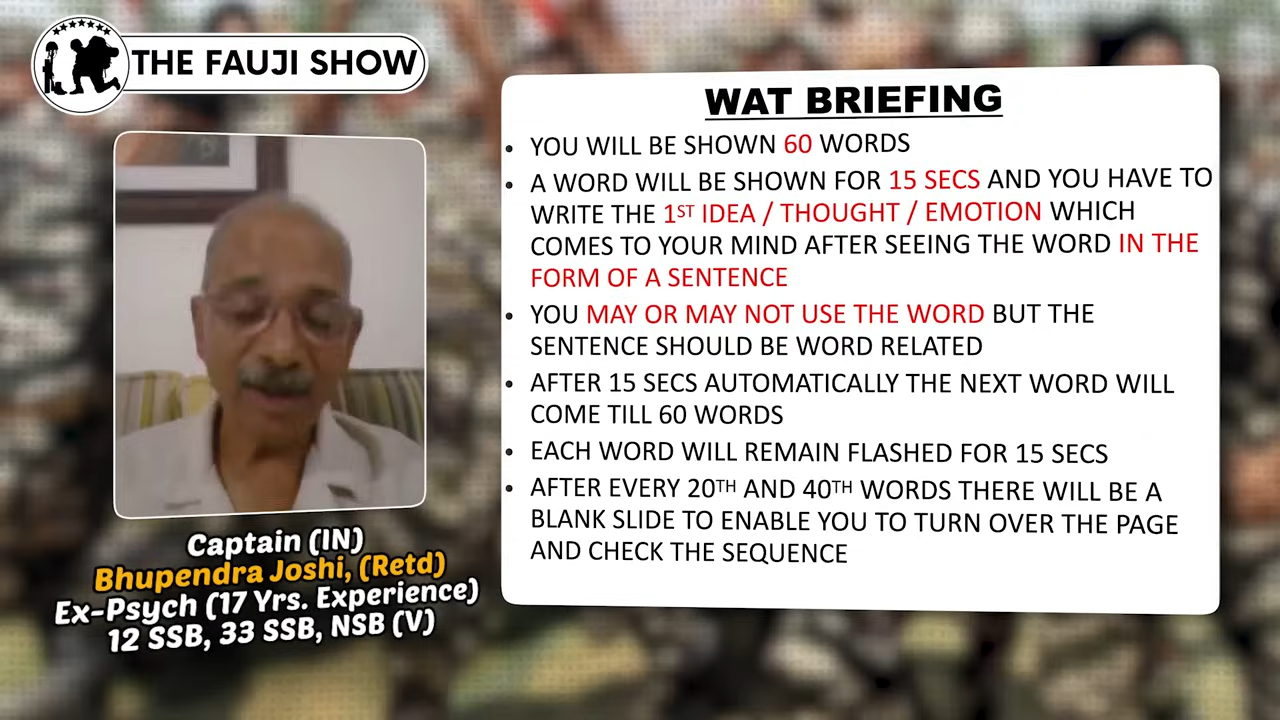 THE FAUJI SHOW
WAT BRIEFING
• YOU WILL BE SHOWN 60 WORDS
• A WORD WILL BE SHOWN FOR 15 SECS AND YOU HAVE TO
WRITE THE 1ST IDEA / THOUGHT / EMOTION WHICH
COMES TO YOUR MIND AFTER SEEING THE WORD IN THE
FORM OF A SENTENCE
• YOU MAY OR MAY NOT USE THE WORD BUT THE
SENTENCE SHOULD BE WORD RELATED
• AFTER 15 SECS AUTOMATICALLY THE NEXT WORD WILL
COME TILL 60 WORDS
• EACH WORD WILL REMAIN FLASHED FOR 15 SECS
• AFTER EVERY 20TH AND 40TH WORDS THERE WILL BE A
BLANK SLIDE TO ENABLE YOU TO TURN OVER THE PAGE
AND CHECK THE SEQUENCE
Captain (IN)
Bhupendra Joshi, (Retd)
Ex-Psych (17 Yrs. Experience)
12 SSB, 33 SSB, NSB (V)